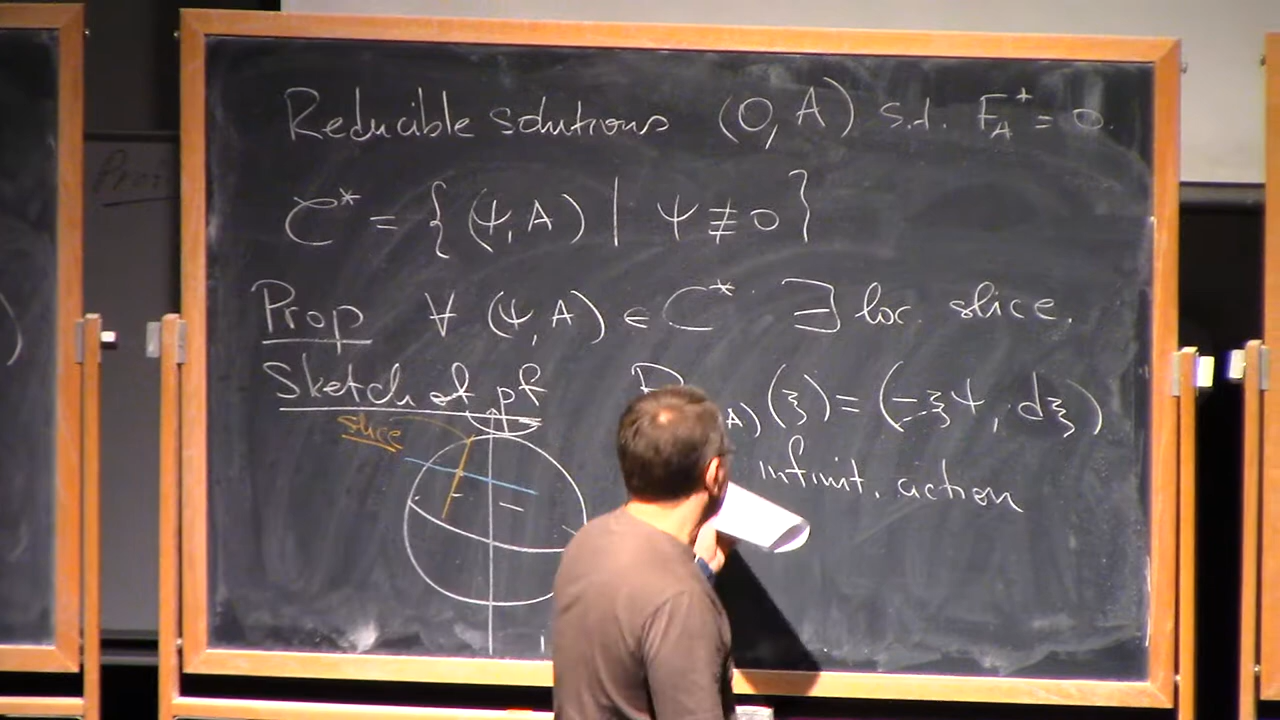 Reducible solutions (0, A) s.t. F_A^+ = 0.
C* = {(ψ, A) | ψ ≢ 0}
Prop ∀ (ψ, A) ∈ C* ∃ loc. slice.
Sketch of pf D A) (ξ) = (-ξψ, dξ)
slice
infinit. action